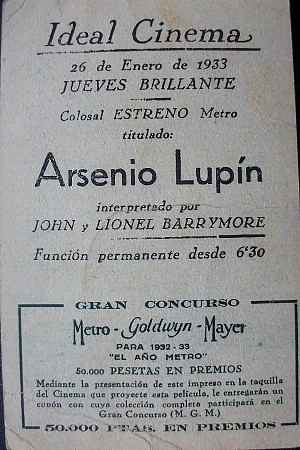 Ideal Cinema
26 de Enero de 1933
JUEVES BRILLANTE
Colosal ESTRENO Metro
titulado:
Arsenio Lupín
interpretado por
JOHN y LIONEL BARRYMORE
Función permanente desde 6'30
GRAN CONCURSO
Metro-Goldwyn-Mayer
PARA 1932-33
"EL AÑO METRO"
50.000 PESETAS EN PREMIOS
Mediante la presentación de este impreso en la taquilla
del Cinema que proyecte esta película, le entregarán un
cupón con cuya colección completa participará en el
Gran Concurso (M. G. M.)
50.000 PTAS. EN PREMIOS